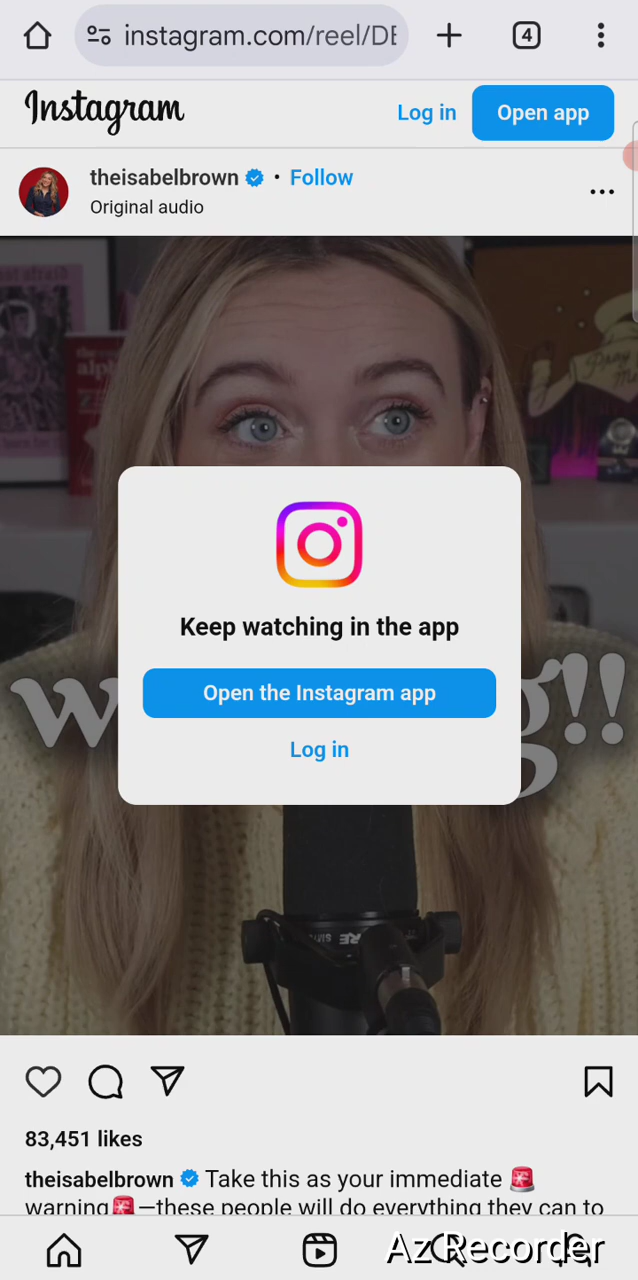 instagram.com/reel/DE
4
Instagram
Log in
Open app
theisabelbrown • Follow
Original audio
Keep watching in the app
Open the Instagram app
Log in
83,451 likes
theisabelbrown Take this as your immediate 🚨
warning🚨—these people will do everything they can to
Az Recorder